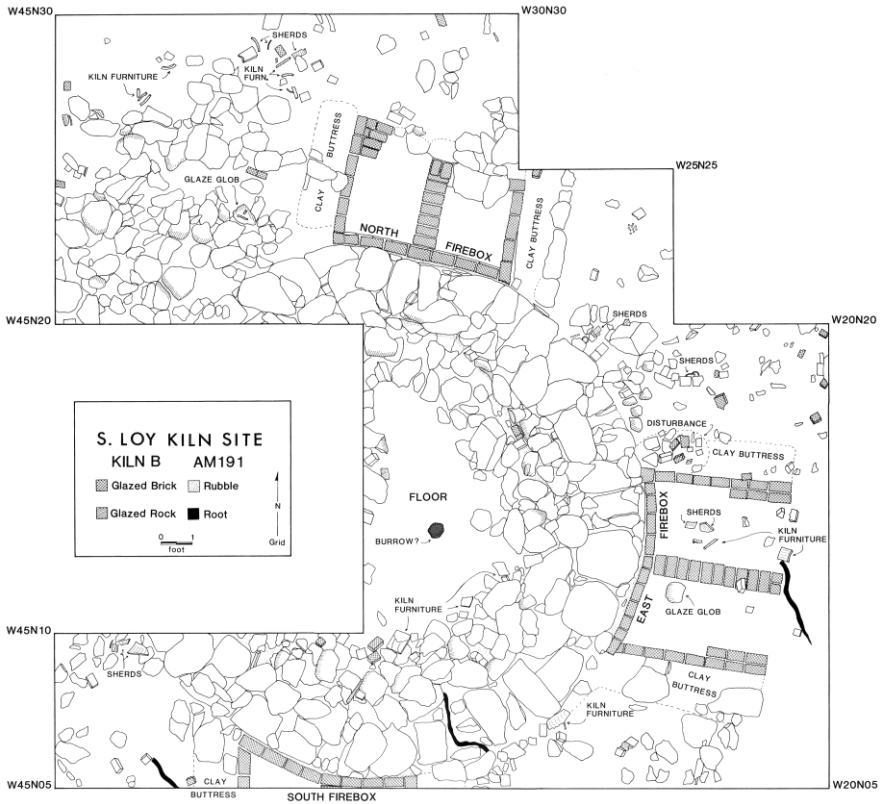 W45N30
W30N30
SHERDS
KILN FURNITURE
KILN
FURN.
CLAY BUTTRESS
GLAZE GLOB
W25N25
NORTH FIREBOX
CLAY BUTTRESS
W45N20
W20N20
SHERDS
SHERDS
DISTURBANCE
CLAY BUTTRESS
S. LOY KILN SITE
KILN B AM191
Glazed Brick Rubble
Glazed Rock Root
0 1
foot
N
Grid
FLOOR
BURROW?
EAST FIREBOX
SHERDS
KILN
FURNITURE
KILN
FURNITURE
GLAZE GLOB
W45N10
SHERDS
CLAY
BUTTRESS
KILN
FURNITURE
W45N05
CLAY
BUTTRESS
SOUTH FIREBOX
W20N05